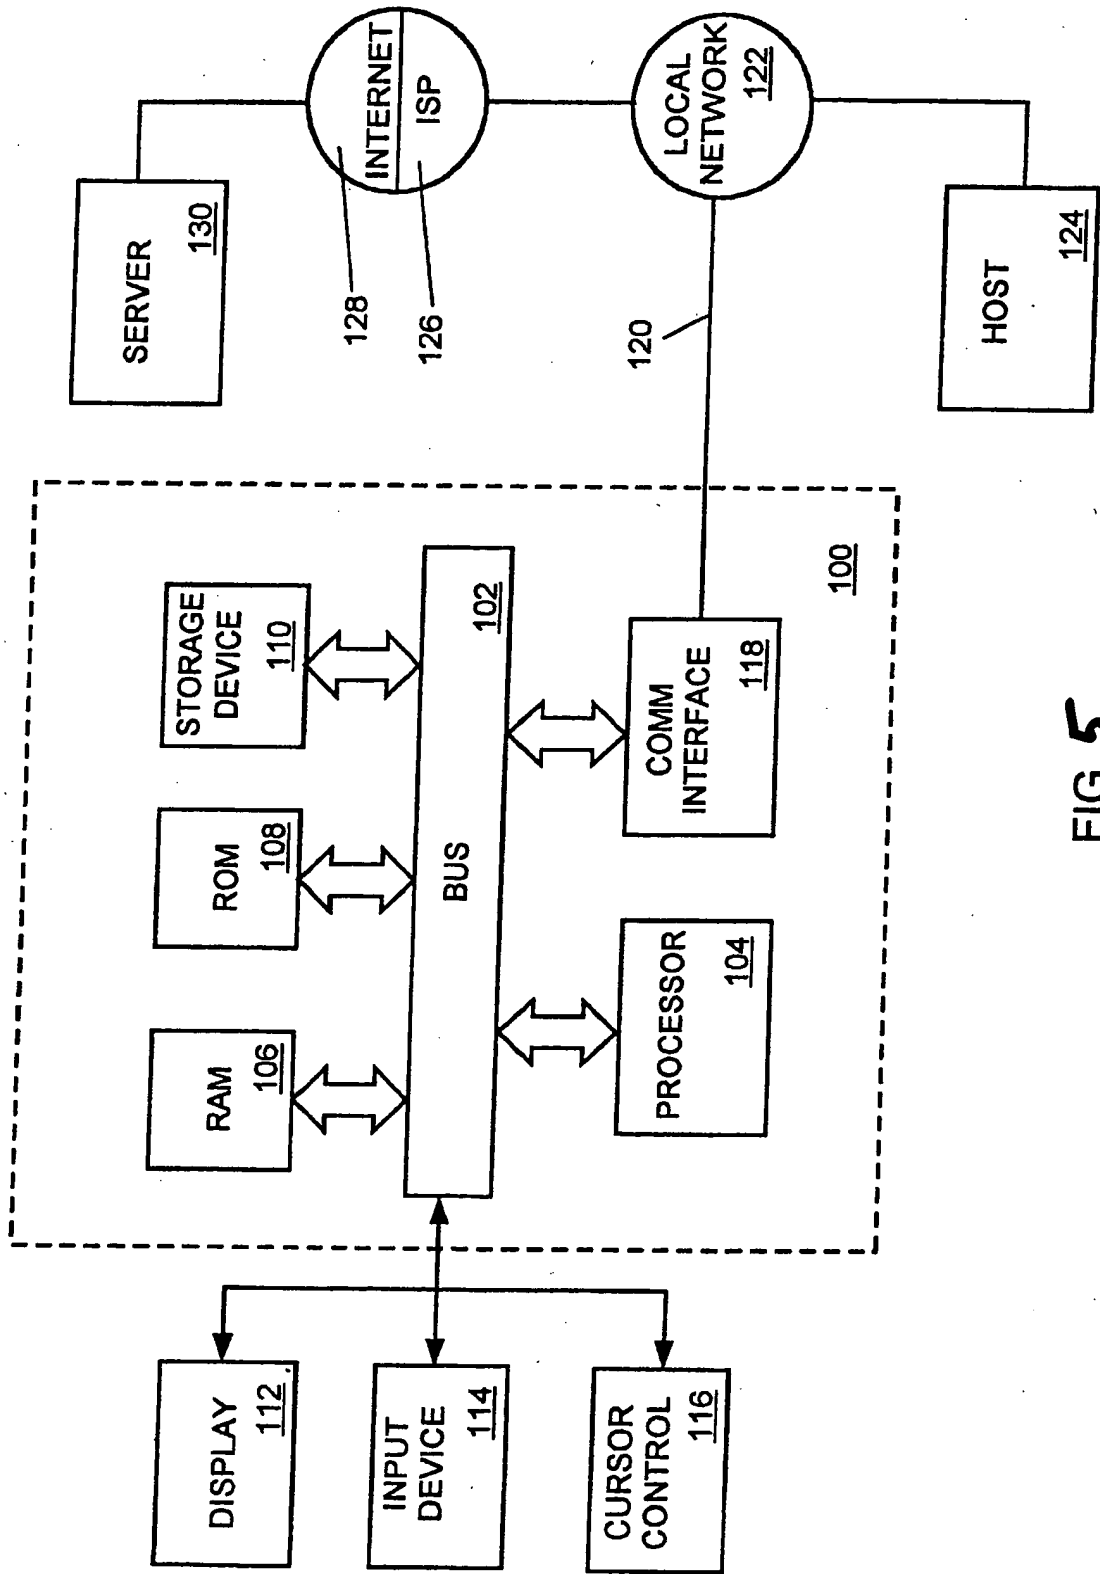 DISPLAY
112
INPUT
DEVICE
114
CURSOR
CONTROL
116
RAM
106
ROM
108
STORAGE
DEVICE
110
BUS
102
PROCESSOR
104
COMM
INTERFACE
118
100
SERVER
130
128
126
INTERNET
ISP
120
LOCAL
NETWORK
122
HOST
124
FIG 5